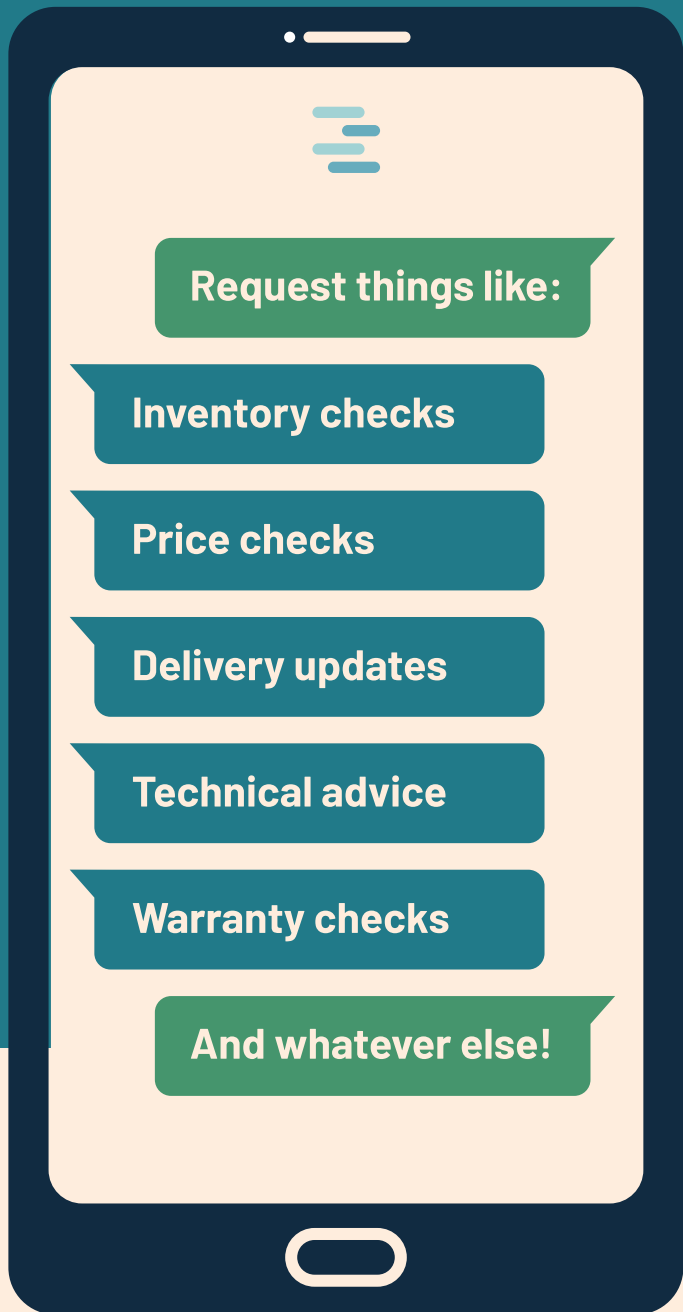 Request things like:
Inventory checks
Price checks
Delivery updates
Technical advice
Warranty checks
And whatever else!